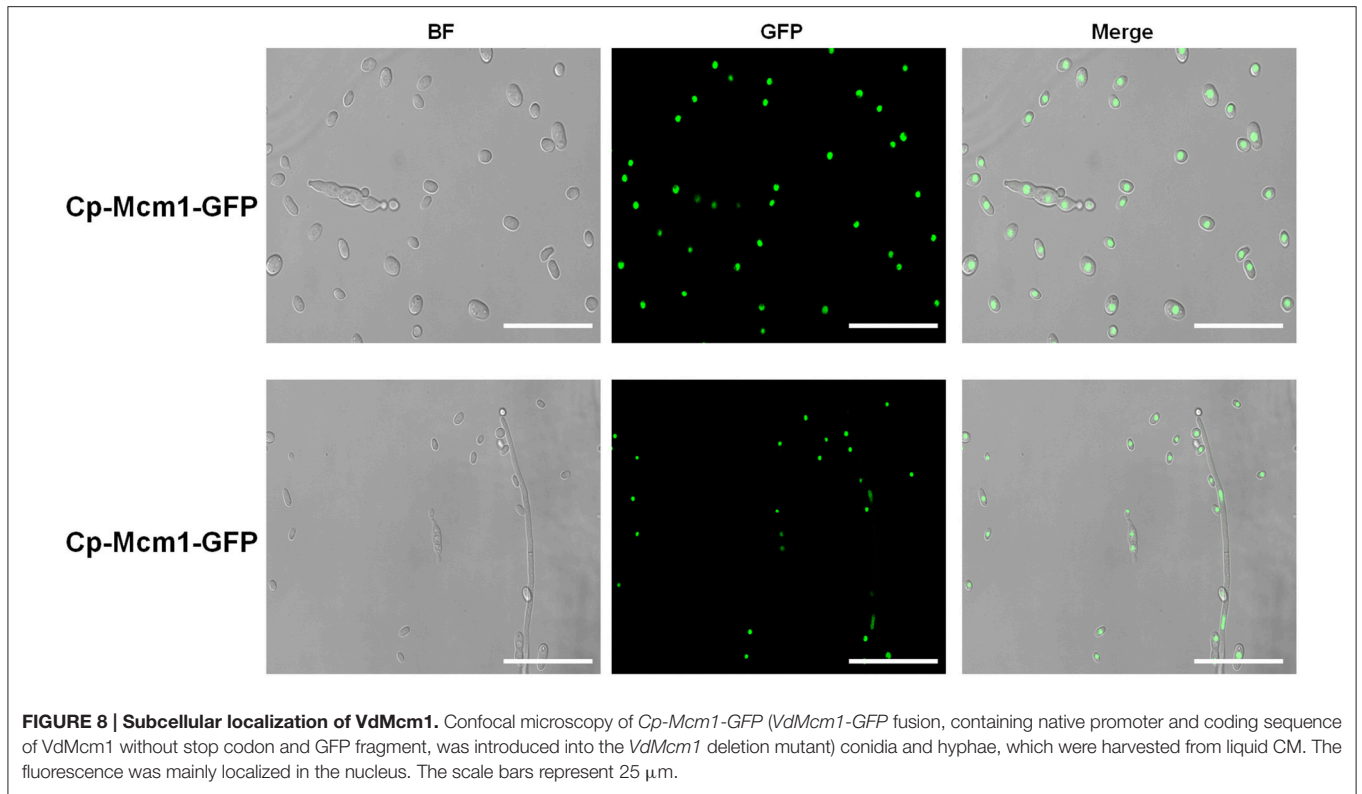 BF GFP Merge
Cp-Mcm1-GFP
Cp-Mcm1-GFP
FIGURE 8 | Subcellular localization of VdMcm1. Confocal microscopy of Cp-Mcm1-GFP (VdMcm1-GFP fusion, containing native promoter and coding sequence
of VdMcm1 without stop codon and GFP fragment, was introduced into the VdMcm1 deletion mutant) conidia and hyphae, which were harvested from liquid CM. The
fluorescence was mainly localized in the nucleus. The scale bars represent 25 μm.